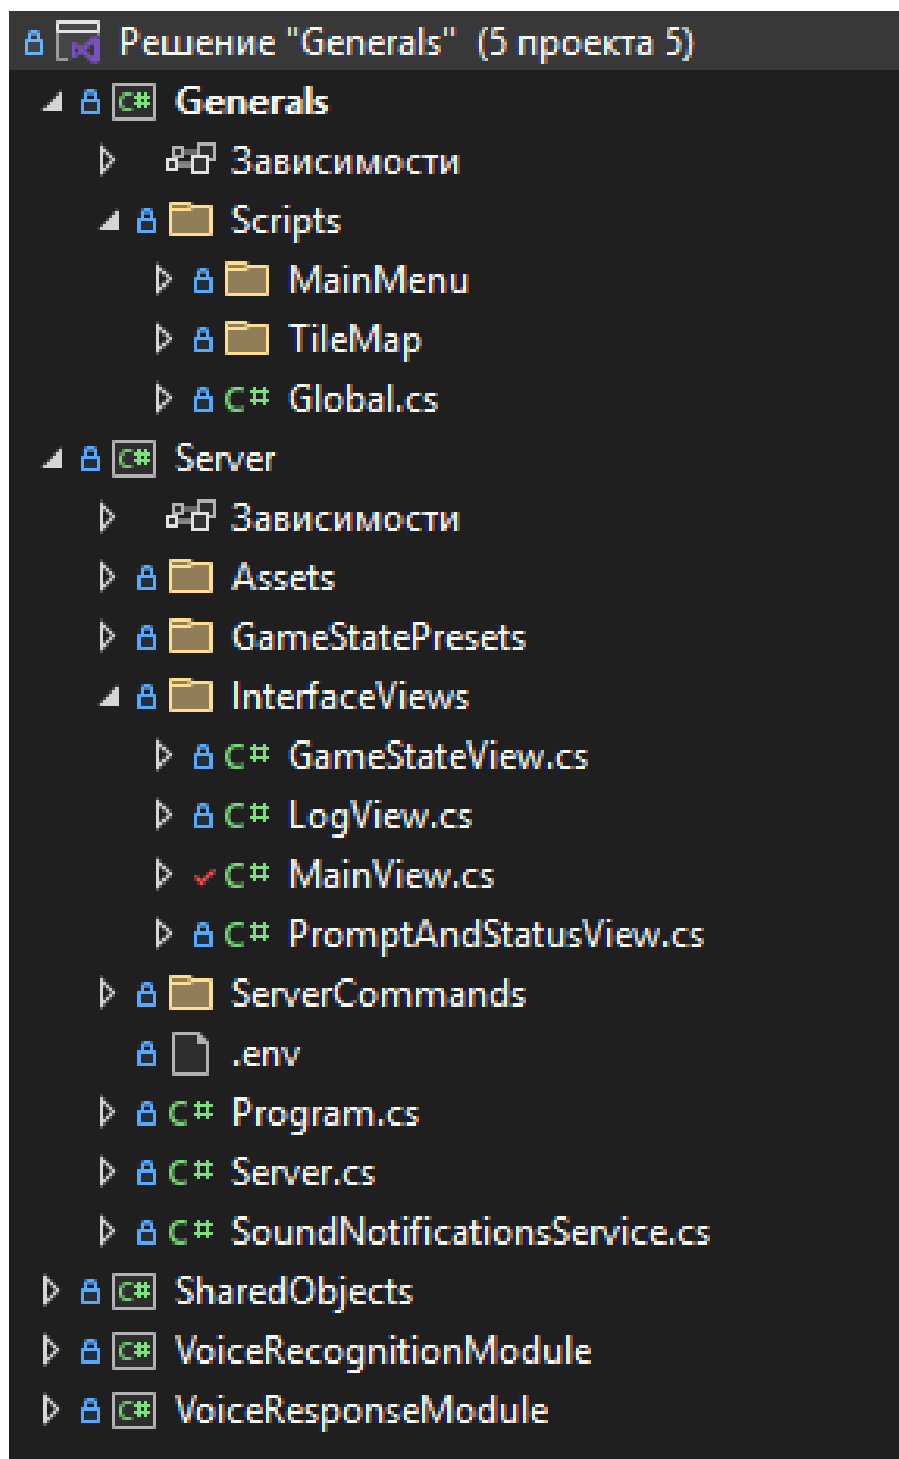 Решение "Generals" (5 проекта 5)
C# Generals
Зависимости
Scripts
MainMenu
TileMap
C# Global.cs
C# Server
Зависимости
Assets
GameStatePresets
InterfaceViews
C# GameStateView.cs
C# LogView.cs
C# MainView.cs
C# PromptAndStatusView.cs
ServerCommands
.env
C# Program.cs
C# Server.cs
C# SoundNotificationsService.cs
C# SharedObjects
C# VoiceRecognitionModule
C# VoiceResponseModule